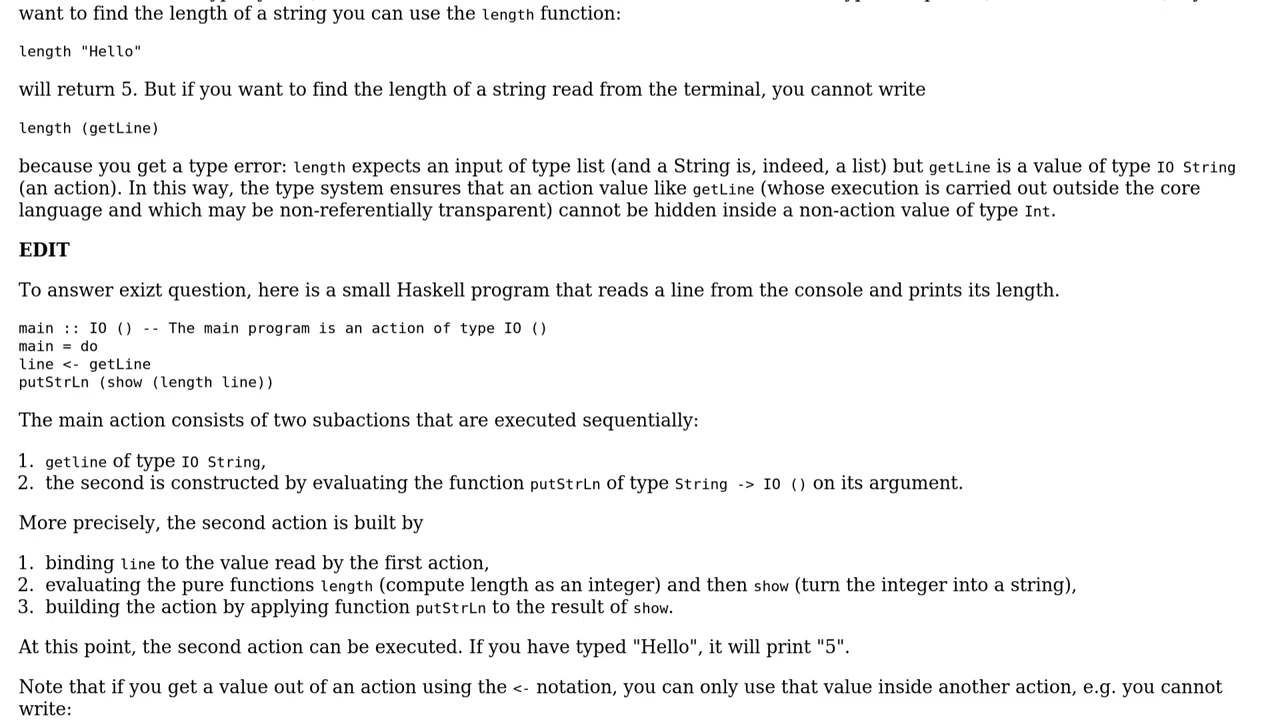 want to find the length of a string you can use the length function:
length "Hello"
will return 5. But if you want to find the length of a string read from the terminal, you cannot write
length (getLine)
because you get a type error: length expects an input of type list (and a String is, indeed, a list) but getLine is a value of type IO String
(an action). In this way, the type system ensures that an action value like getLine (whose execution is carried out outside the core
language and which may be non-referentially transparent) cannot be hidden inside a non-action value of type Int.
EDIT
To answer exizt question, here is a small Haskell program that reads a line from the console and prints its length.
main :: IO () -- The main program is an action of type IO ()
main = do
line <- getLine
putStrLn (show (length line))
The main action consists of two subactions that are executed sequentially:
1. getline of type IO String,
2. the second is constructed by evaluating the function putStrLn of type String -> IO () on its argument.
More precisely, the second action is built by
1. binding line to the value read by the first action,
2. evaluating the pure functions length (compute length as an integer) and then show (turn the integer into a string),
3. building the action by applying function putStrLn to the result of show.
At this point, the second action can be executed. If you have typed "Hello", it will print "5".
Note that if you get a value out of an action using the <- notation, you can only use that value inside another action, e.g. you cannot
write: